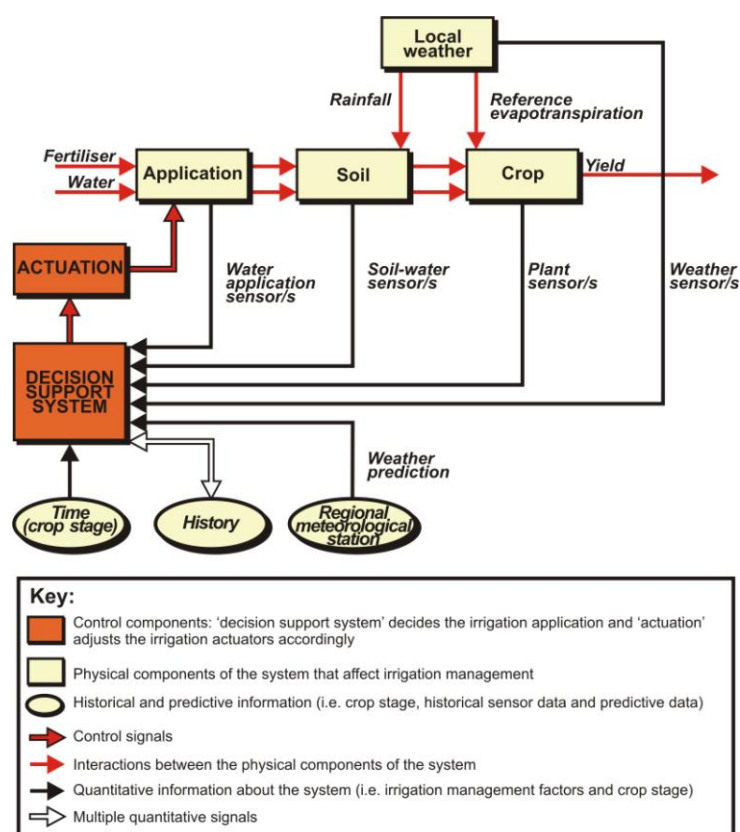 Local
weather
Rainfall
Reference
evapotranspiration
Fertiliser
Water
Application
Soil
Crop
Yield
ACTUATION
Water
application
sensor/s
Soil-water
sensor/s
Plant
sensor/s
Weather
sensor/s
DECISION
SUPPORT
SYSTEM
Weather
prediction
Time
(crop stage)
History
Regional
meteorological
station
Key:
Control components: ‘decision support system’ decides the irrigation application and ‘actuation’
adjusts the irrigation actuators accordingly
Physical components of the system that affect irrigation management
Historical and predictive information (i.e. crop stage, historical sensor data and predictive data)
Control signals
Interactions between the physical components of the system
Quantitative information about the system (i.e. irrigation management factors and crop stage)
Multiple quantitative signals